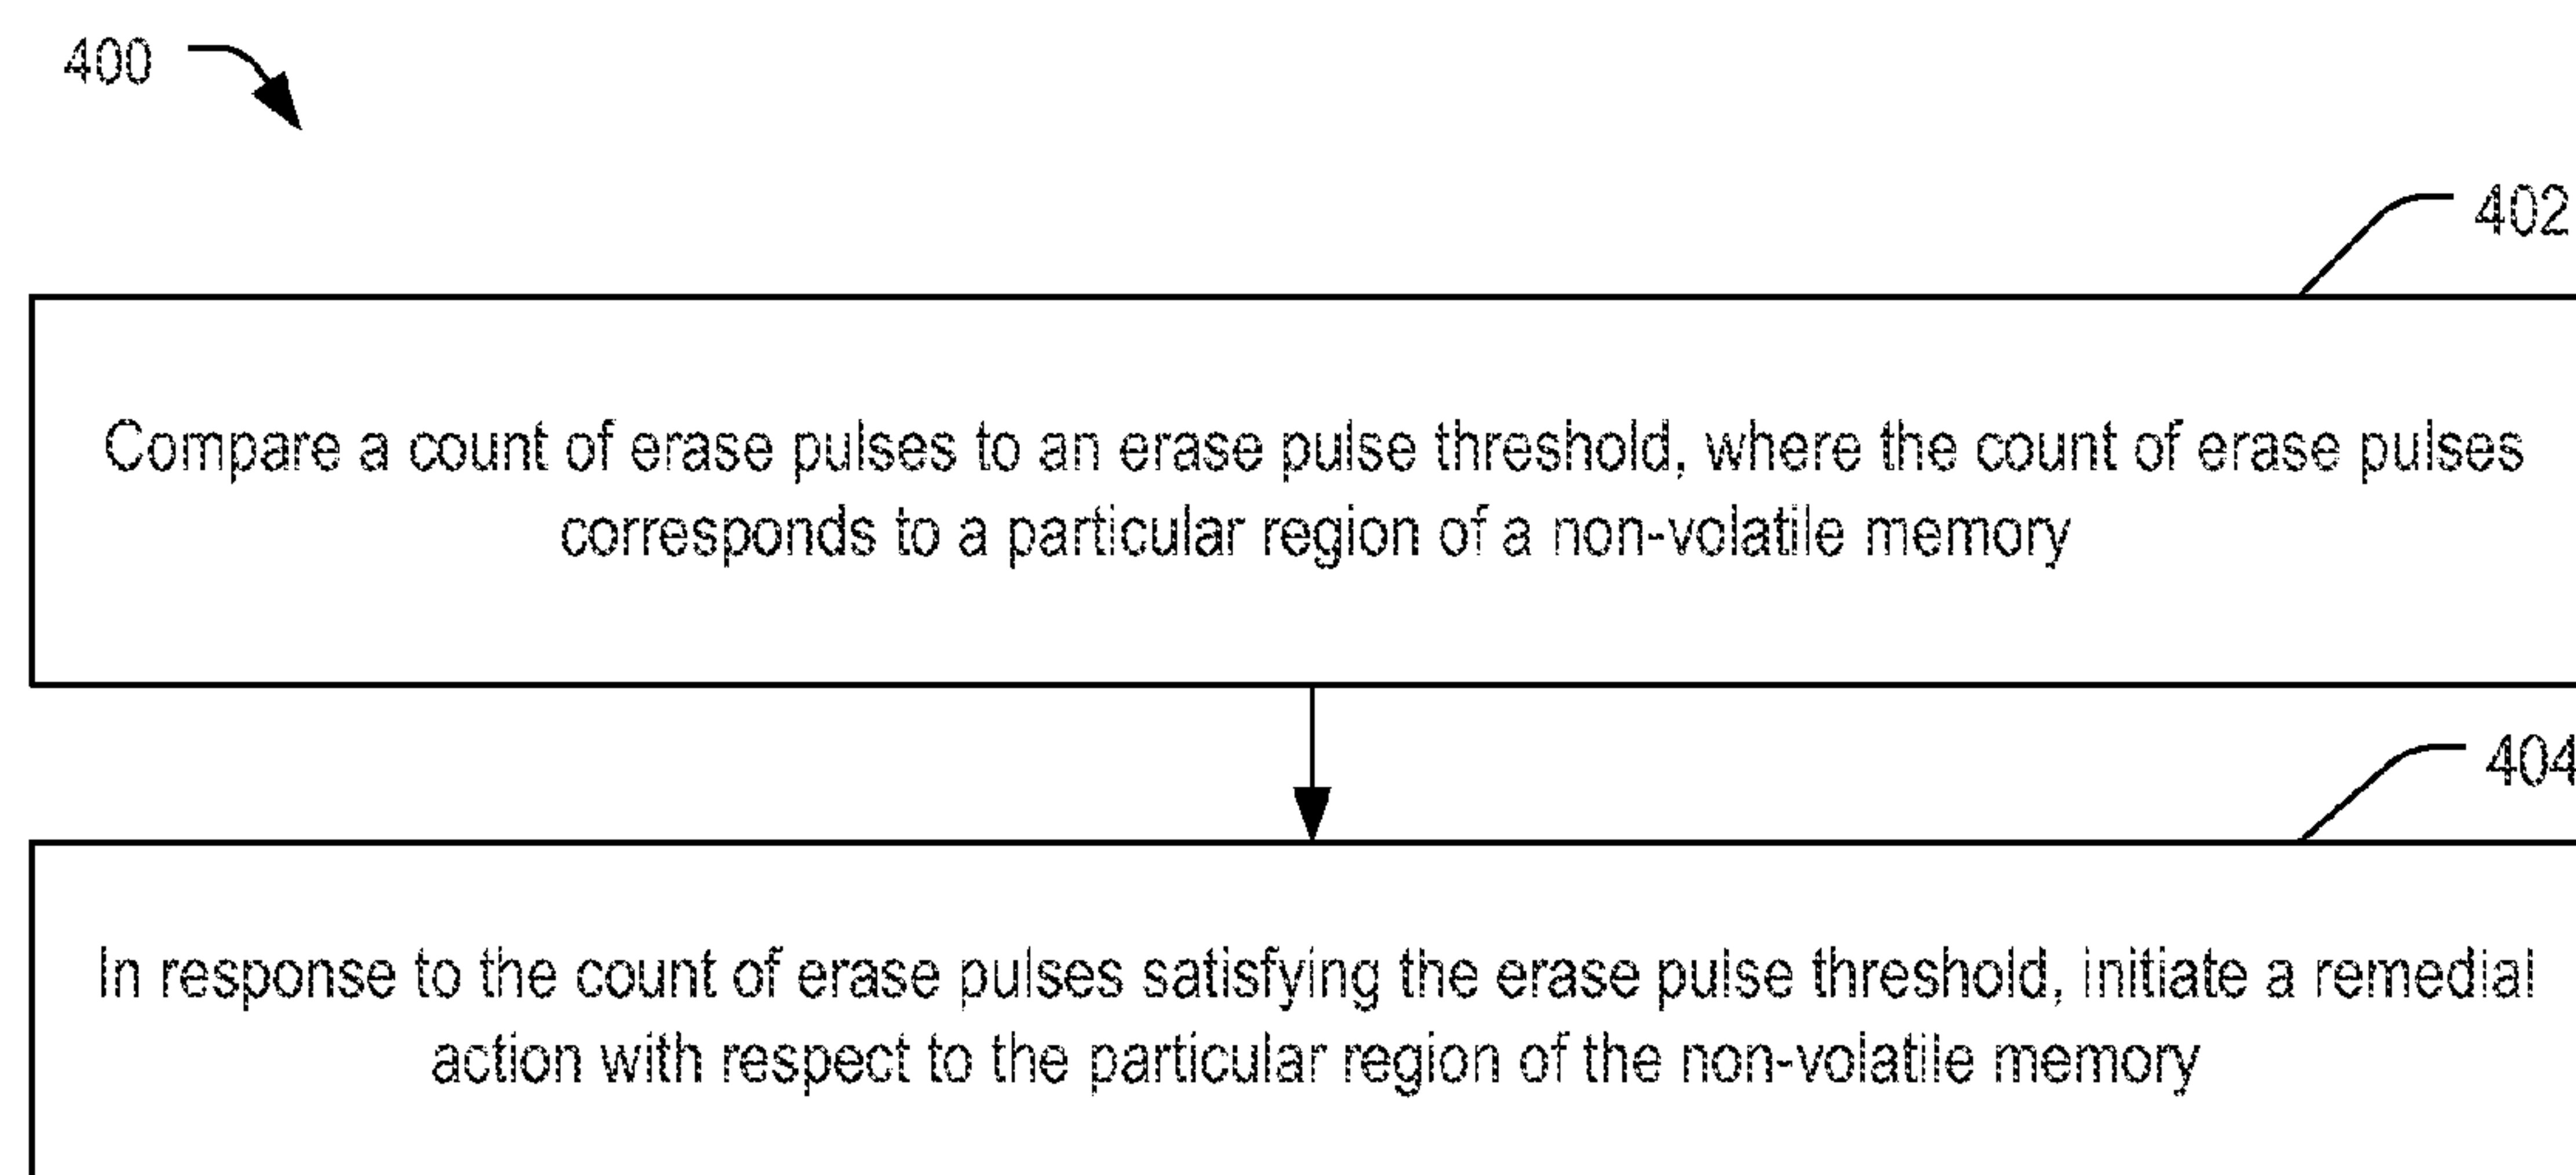 400
402
Compare a count of erase pulses to an erase pulse threshold, where the count of erase pulses
corresponds to a particular region of a non-volatile memory
404
In response to the count of erase pulses satisfying the erase pulse threshold, initiate a remedial
action with respect to the particular region of the non-volatile memory